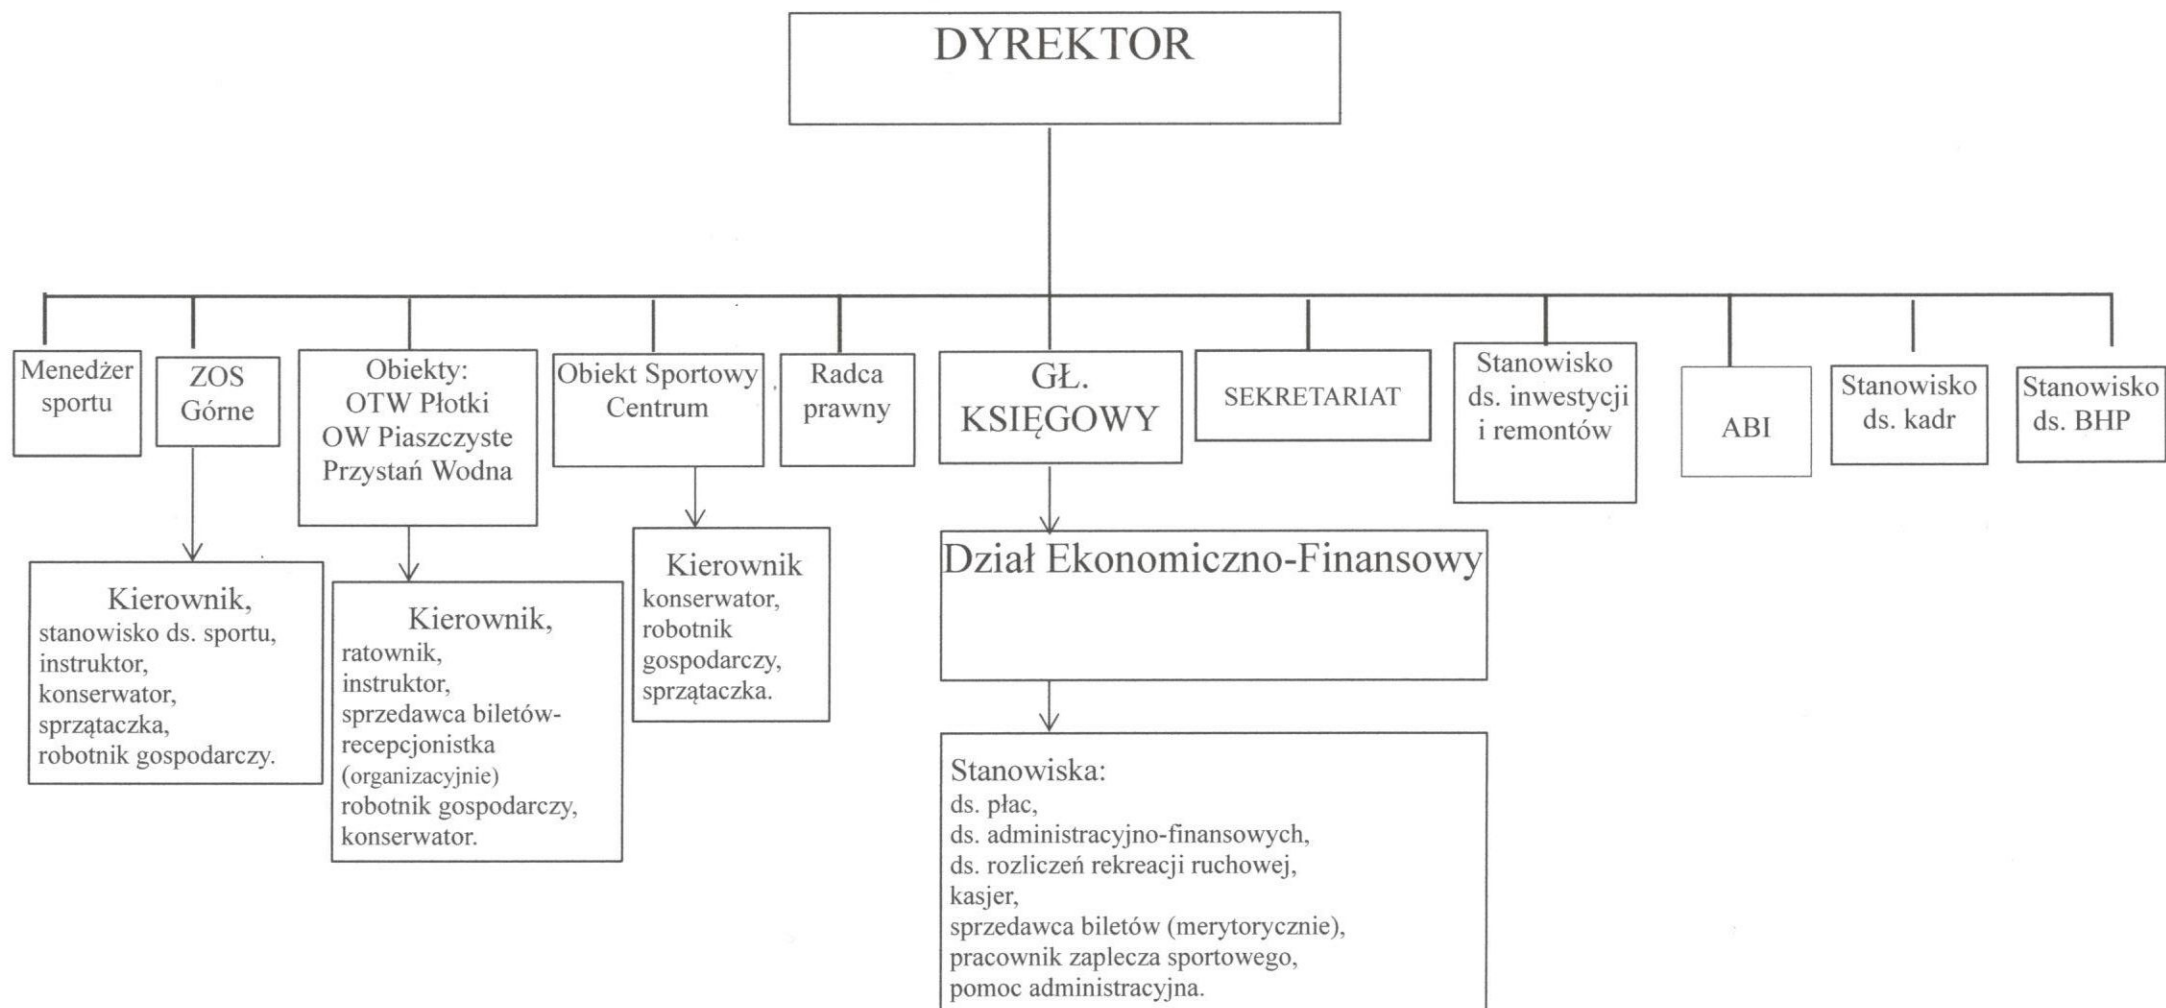 DYREKTOR
Menedżer
sportu
ZOS
Górne
Obiekty:
OTW Płotki
OW Piaszczyste
Przystań Wodna
Obiekt Sportowy
Centrum
Radca
prawny
GŁ.
KSIĘGOWY
SEKRETARIAT
Stanowisko
ds. inwestycji
i remontów
ABI
Stanowisko
ds. kadr
Stanowisko
ds. BHP
Kierownik,
stanowisko ds. sportu,
instruktor,
konserwator,
sprzątaczka,
robotnik gospodarczy.
Kierownik,
ratownik,
instruktor,
sprzedawca biletów-
recepcjonistka
(organizacyjnie)
robotnik gospodarczy,
konserwator.
Kierownik
konserwator,
robotnik
gospodarczy,
sprzątaczka.
Dział Ekonomiczno-Finansowy
Stanowiska:
ds. płac,
ds. administracyjno-finansowych,
ds. rozliczeń rekreacji ruchowej,
kasjer,
sprzedawca biletów (merytorycznie),
pracownik zaplecza sportowego,
pomoc administracyjna.